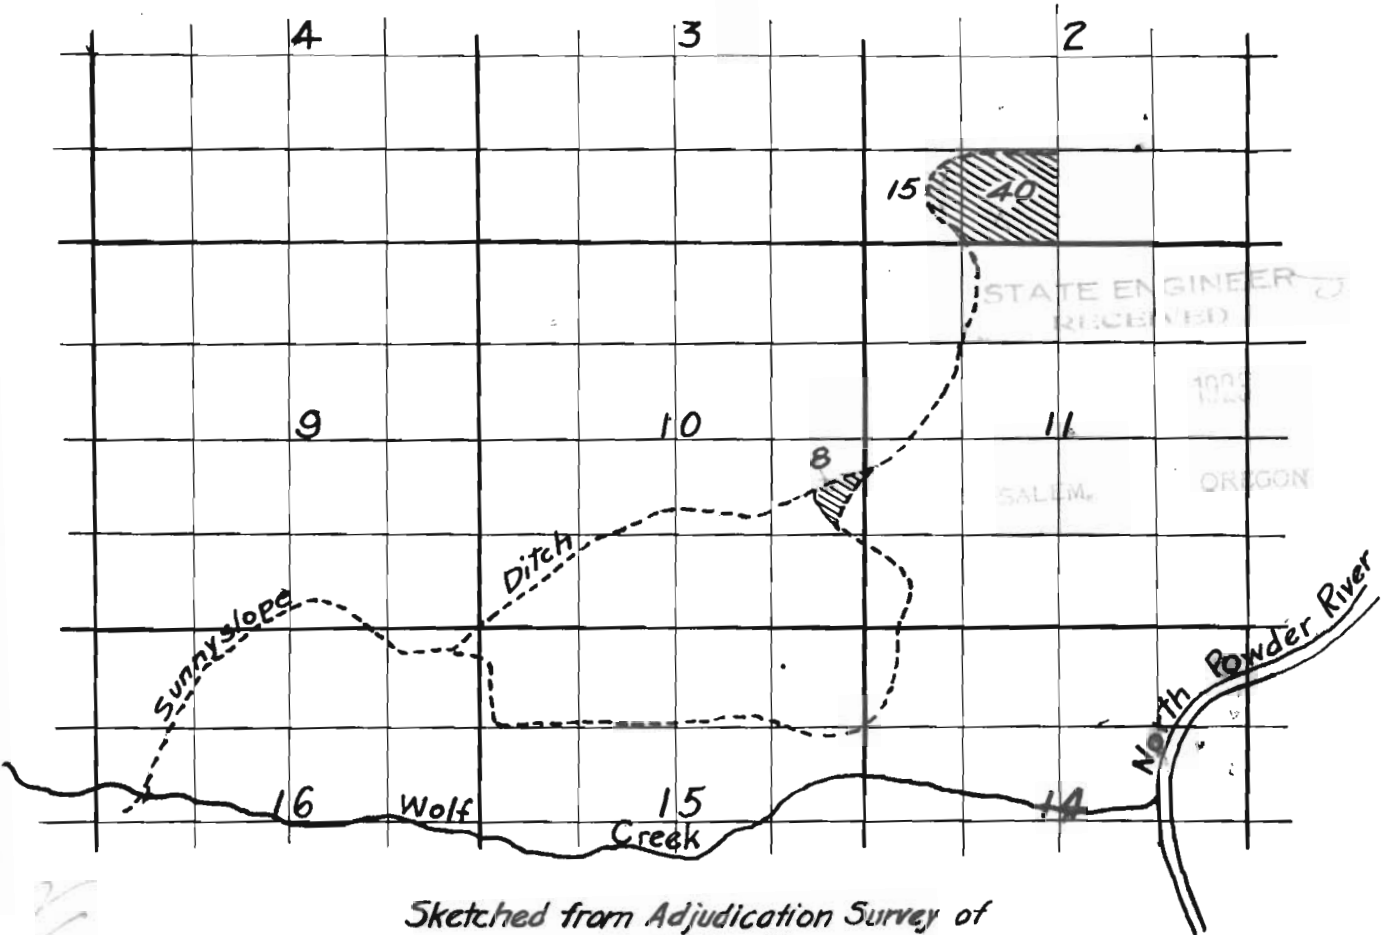 4 3 2
15 40
STATE ENGINEER
RECEIVED
9 10 11
8
SALEM, OREGON
Ditch
Sunnyslope
North Powder River
16 Wolf 15 14
Creek
Sketched from Adjudication Survey of